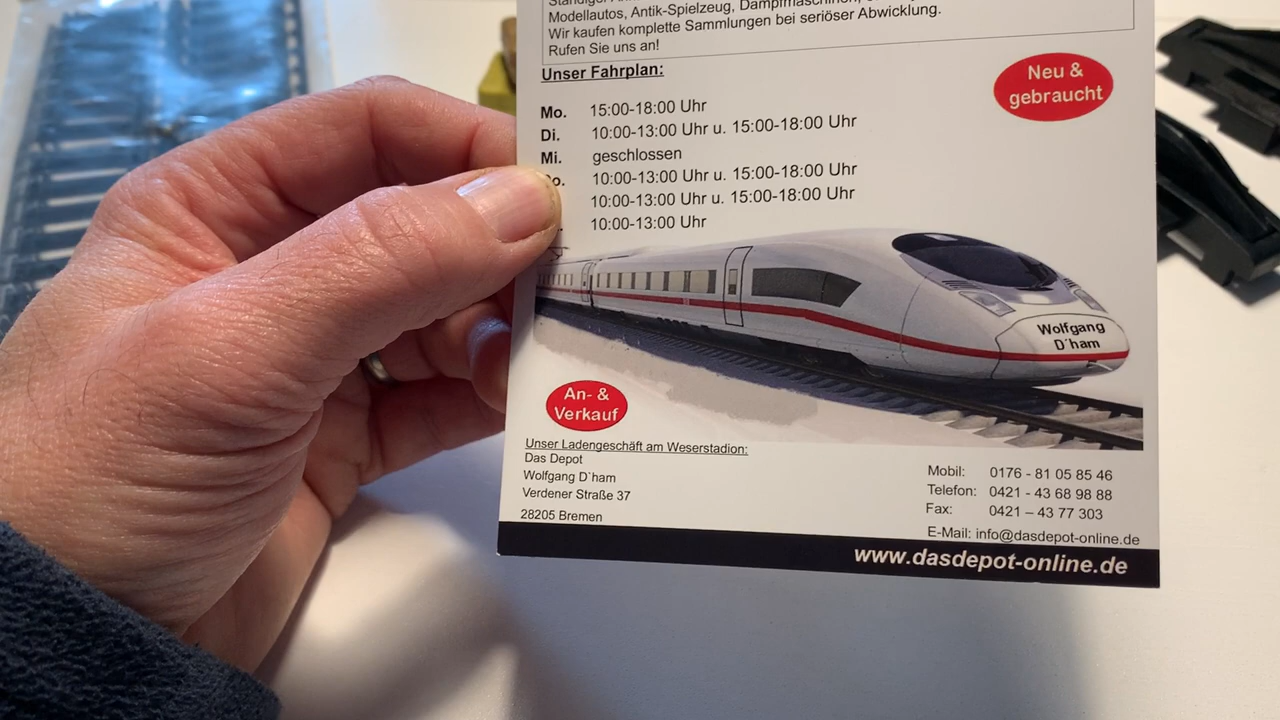 Modellautos, Antik-Spielzeug, Dampfmaschinen,
Wir kaufen komplette Sammlungen bei seriöser Abwicklung.
Rufen Sie uns an!
Unser Fahrplan:
Neu &
gebraucht
Mo. 15:00-18:00 Uhr
Di. 10:00-13:00 Uhr u. 15:00-18:00 Uhr
Mi. geschlossen
Do. 10:00-13:00 Uhr u. 15:00-18:00 Uhr
10:00-13:00 Uhr u. 15:00-18:00 Uhr
10:00-13:00 Uhr
Wolfgang
D´ham
An- &
Verkauf
Unser Ladengeschäft am Weserstadion:
Das Depot
Wolfgang D`ham
Verdener Straße 37
28205 Bremen
Mobil: 0176 - 81 05 85 46
Telefon: 0421 - 43 68 98 88
Fax: 0421 – 43 77 303
E-Mail: info@dasdepot-online.de
www.dasdepot-online.de